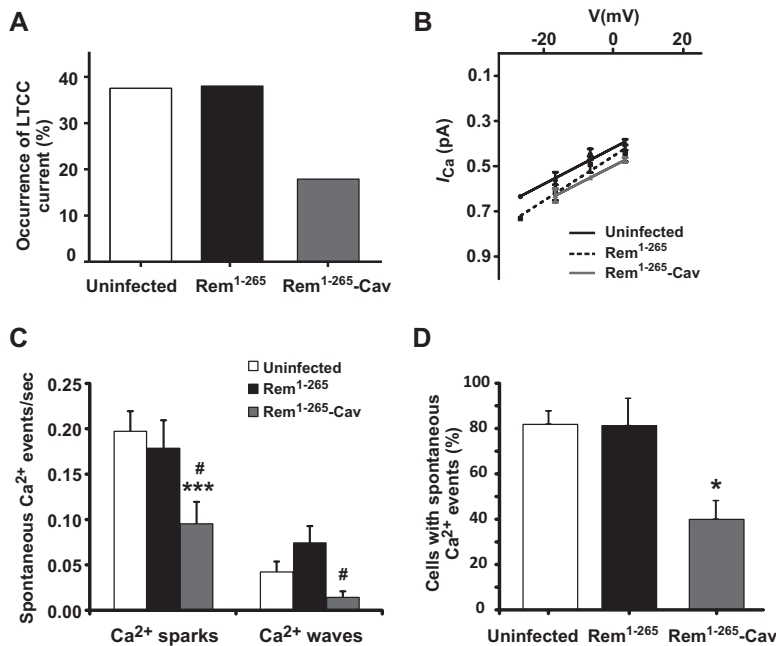 A
Occurrence of LTCC
current (%)
40
30
20
10
0
Uninfected
Rem1-265
Rem1-265-Cav
B
V(mV)
-20
0
20
0.1
0.3
0.5
0.7
0.9
ICa (pA)
Uninfected
Rem1-265
Rem1-265-Cav
C
Spontaneous Ca2+ events/sec
0.25
0.20
0.15
0.10
0.05
0.00
Uninfected
Rem1-265
Rem1-265-Cav
#
***
#
Ca2+ sparks
Ca2+ waves
D
Cells with spontaneous
Ca2+ events (%)
100
80
60
40
20
0
*
Uninfected
Rem1-265
Rem1-265-Cav